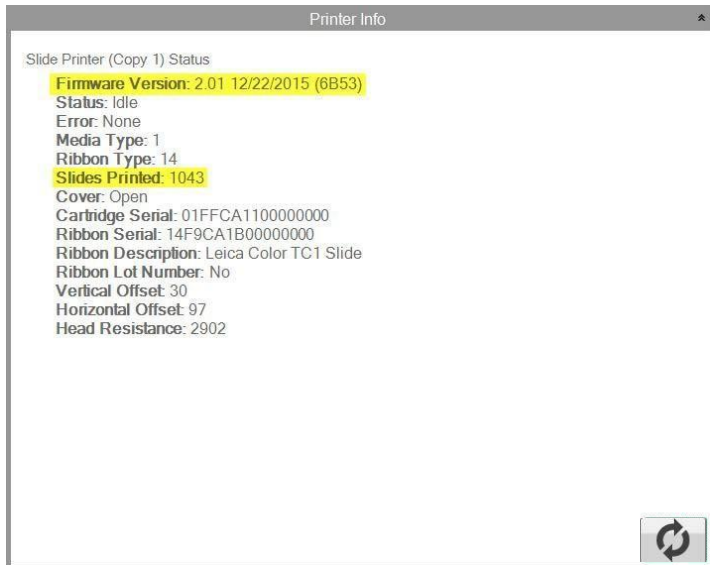 Printer Info
Slide Printer (Copy 1) Status
Firmware Version: 2.01 12/22/2015 (6B53)
Status: Idle
Error: None
Media Type: 1
Ribbon Type: 14
Slides Printed: 1043
Cover: Open
Cartridge Serial: 01FFCA1100000000
Ribbon Serial: 14F9CA1B00000000
Ribbon Description: Leica Color TC1 Slide
Ribbon Lot Number: No
Vertical Offset: 30
Horizontal Offset: 97
Head Resistance: 2902